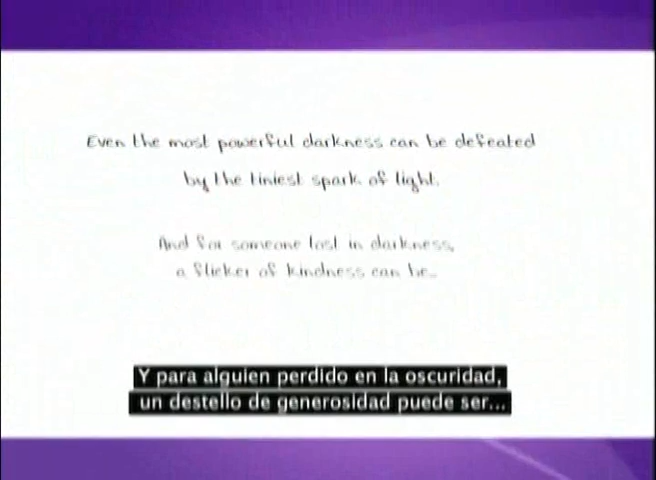 Even the most powerful darkness can be defeated
by the tiniest spark of light.
And for someone lost in darkness,
a flicker of kindness can be...
Y para alguien perdido en la oscuridad,
un destello de generosidad puede ser...